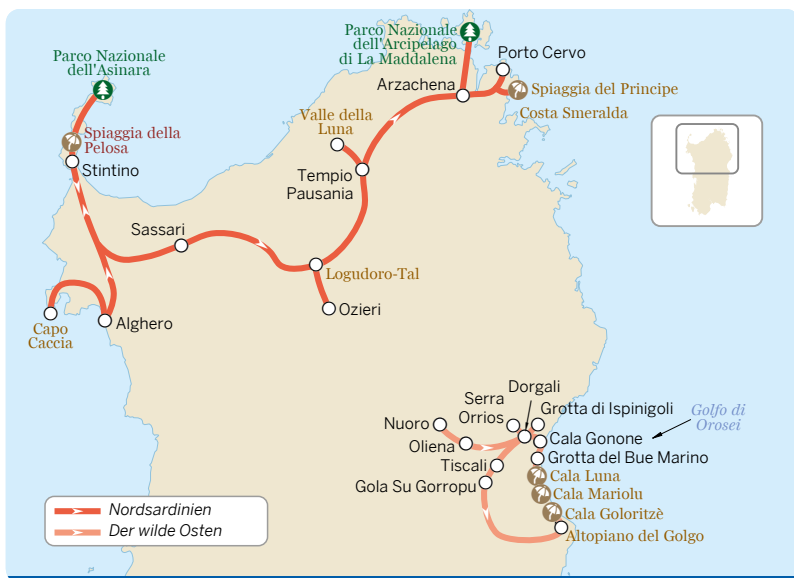 Parco Nazionale
dell'Arcipelago
di La Maddalena
Porto Cervo
Parco Nazionale
dell'Asinara
Arzachena
Spiaggia del Principe
Costa Smeralda
Valle della
Luna
Spiaggia della
Pelosa
Stintino
Tempio
Pausania
Sassari
Logudoro-Tal
Ozieri
Alghero
Capo
Caccia
Dorgali
Serra
Orrios
Grotta di Ispinigoli
Golfo di
Orosei
Nuoro
Cala Gonone
Oliena
Grotta del Bue Marino
Tiscali
Cala Luna
Gola Su Gorropu
Cala Mariolu
Cala Goloritzè
Altopiano del Golgo
Nordsardinien
Der wilde Osten